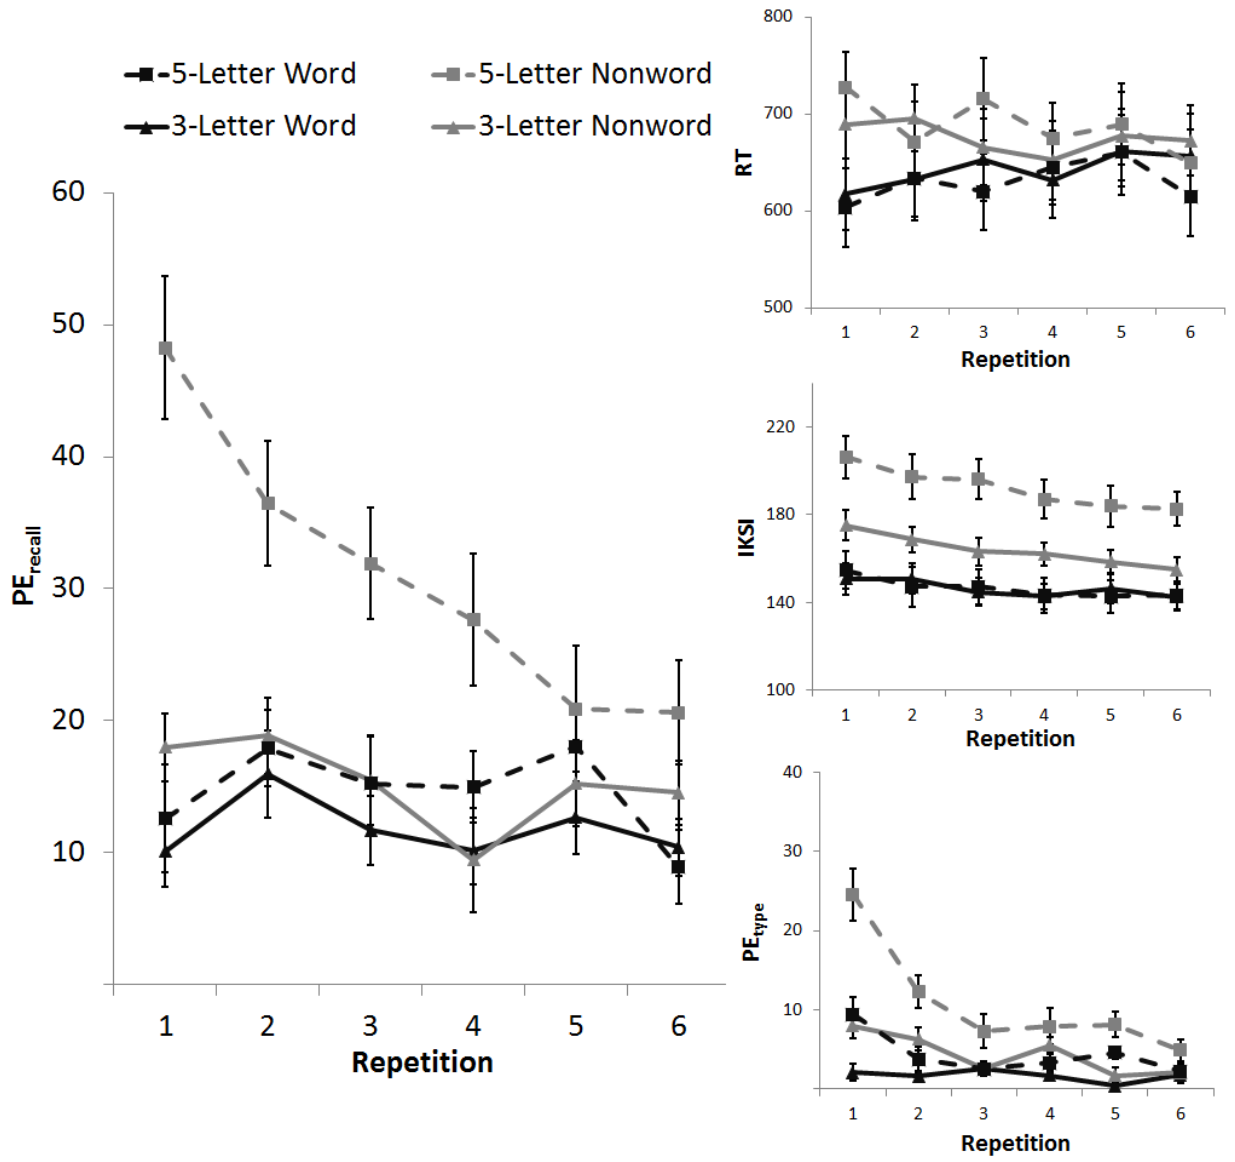 5-Letter Word 5-Letter Nonword
3-Letter Word 3-Letter Nonword
60
50
40
30
20
10
PErecall
1 2 3 4 5 6
Repetition
800
700
600
500
RT
1 2 3 4 5 6
Repetition
220
180
140
100
IKSI
1 2 3 4 5 6
Repetition
40
30
20
10
PEtype
1 2 3 4 5 6
Repetition